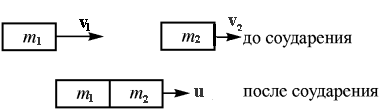 v₁ v₂
m₁ m₂ до соударения
m₁ m₂ u после соударения